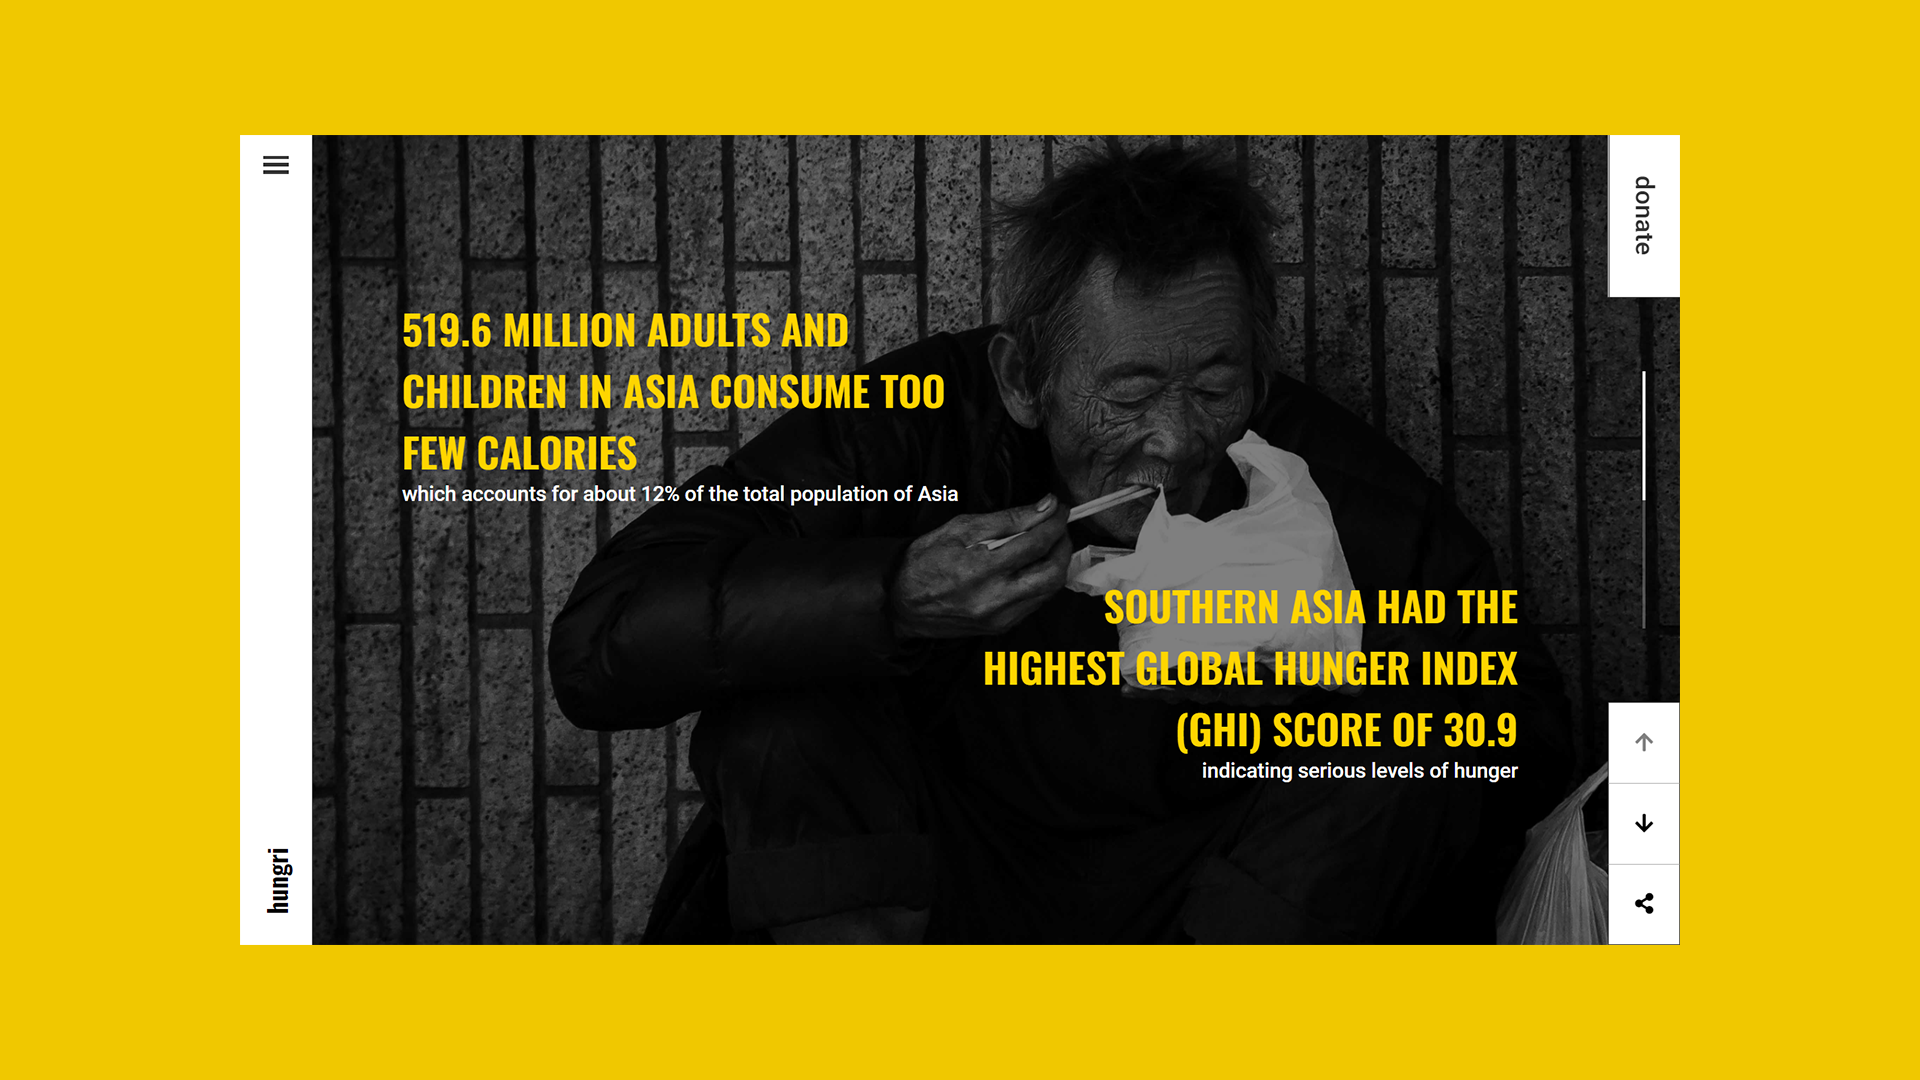 donate
519.6 MILLION ADULTS AND
CHILDREN IN ASIA CONSUME TOO
FEW CALORIES
which accounts for about 12% of the total population of Asia
SOUTHERN ASIA HAD THE
HIGHEST GLOBAL HUNGER INDEX
(GHI) SCORE OF 30.9
indicating serious levels of hunger
hungri